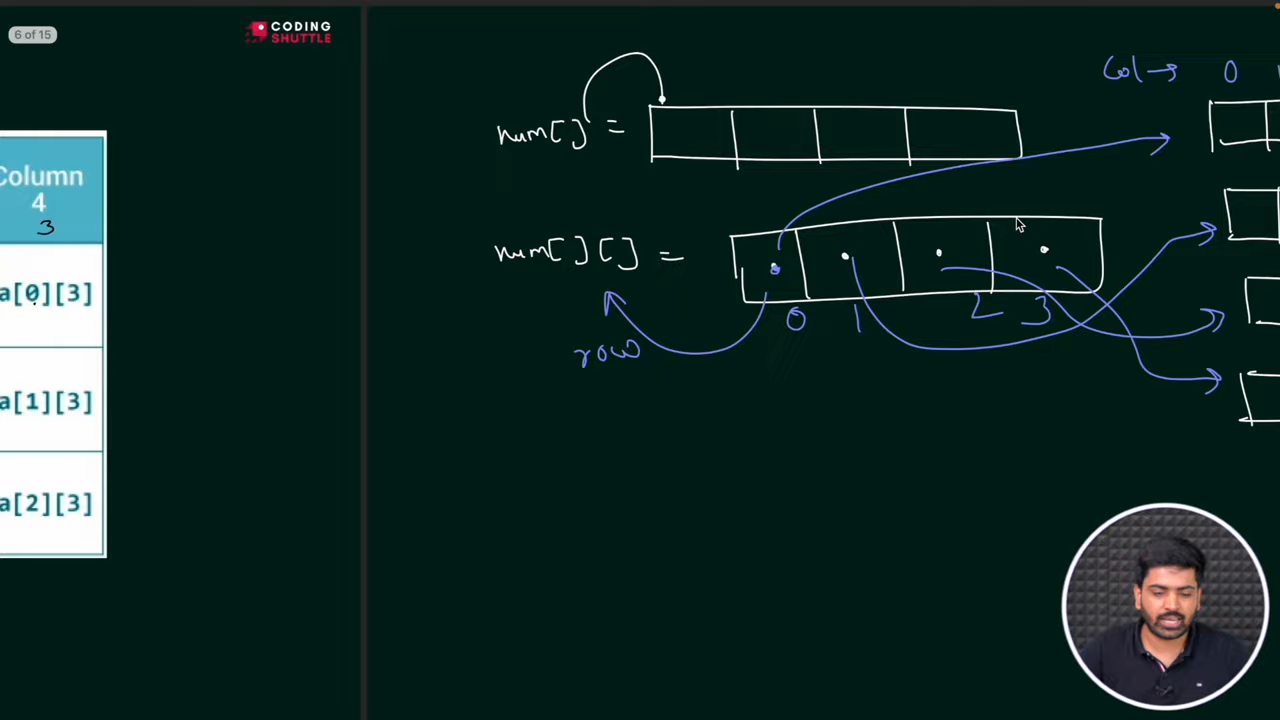 6 of 15
CODING
SHUTTLE
Column
4
3
a[0][3]
a[1][3]
a[2][3]
num[] =
num[][] =
0 1 2 3
row
Col → 0